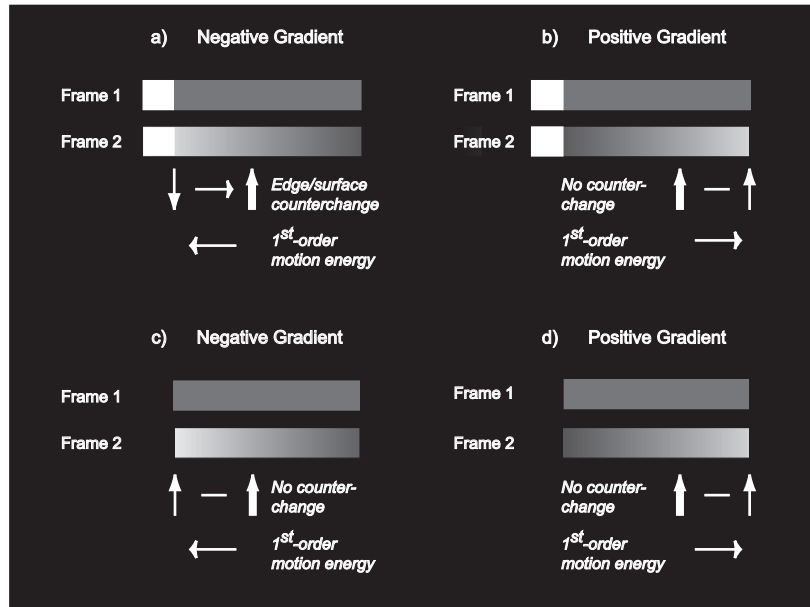 a) Negative Gradient
Frame 1
Frame 2
Edge/surface
counterchange
1st-order
motion energy
b) Positive Gradient
Frame 1
Frame 2
No counter-
change
1st-order
motion energy
c) Negative Gradient
Frame 1
Frame 2
No counter-
change
1st-order
motion energy
d) Positive Gradient
Frame 1
Frame 2
No counter-
change
1st-order
motion energy